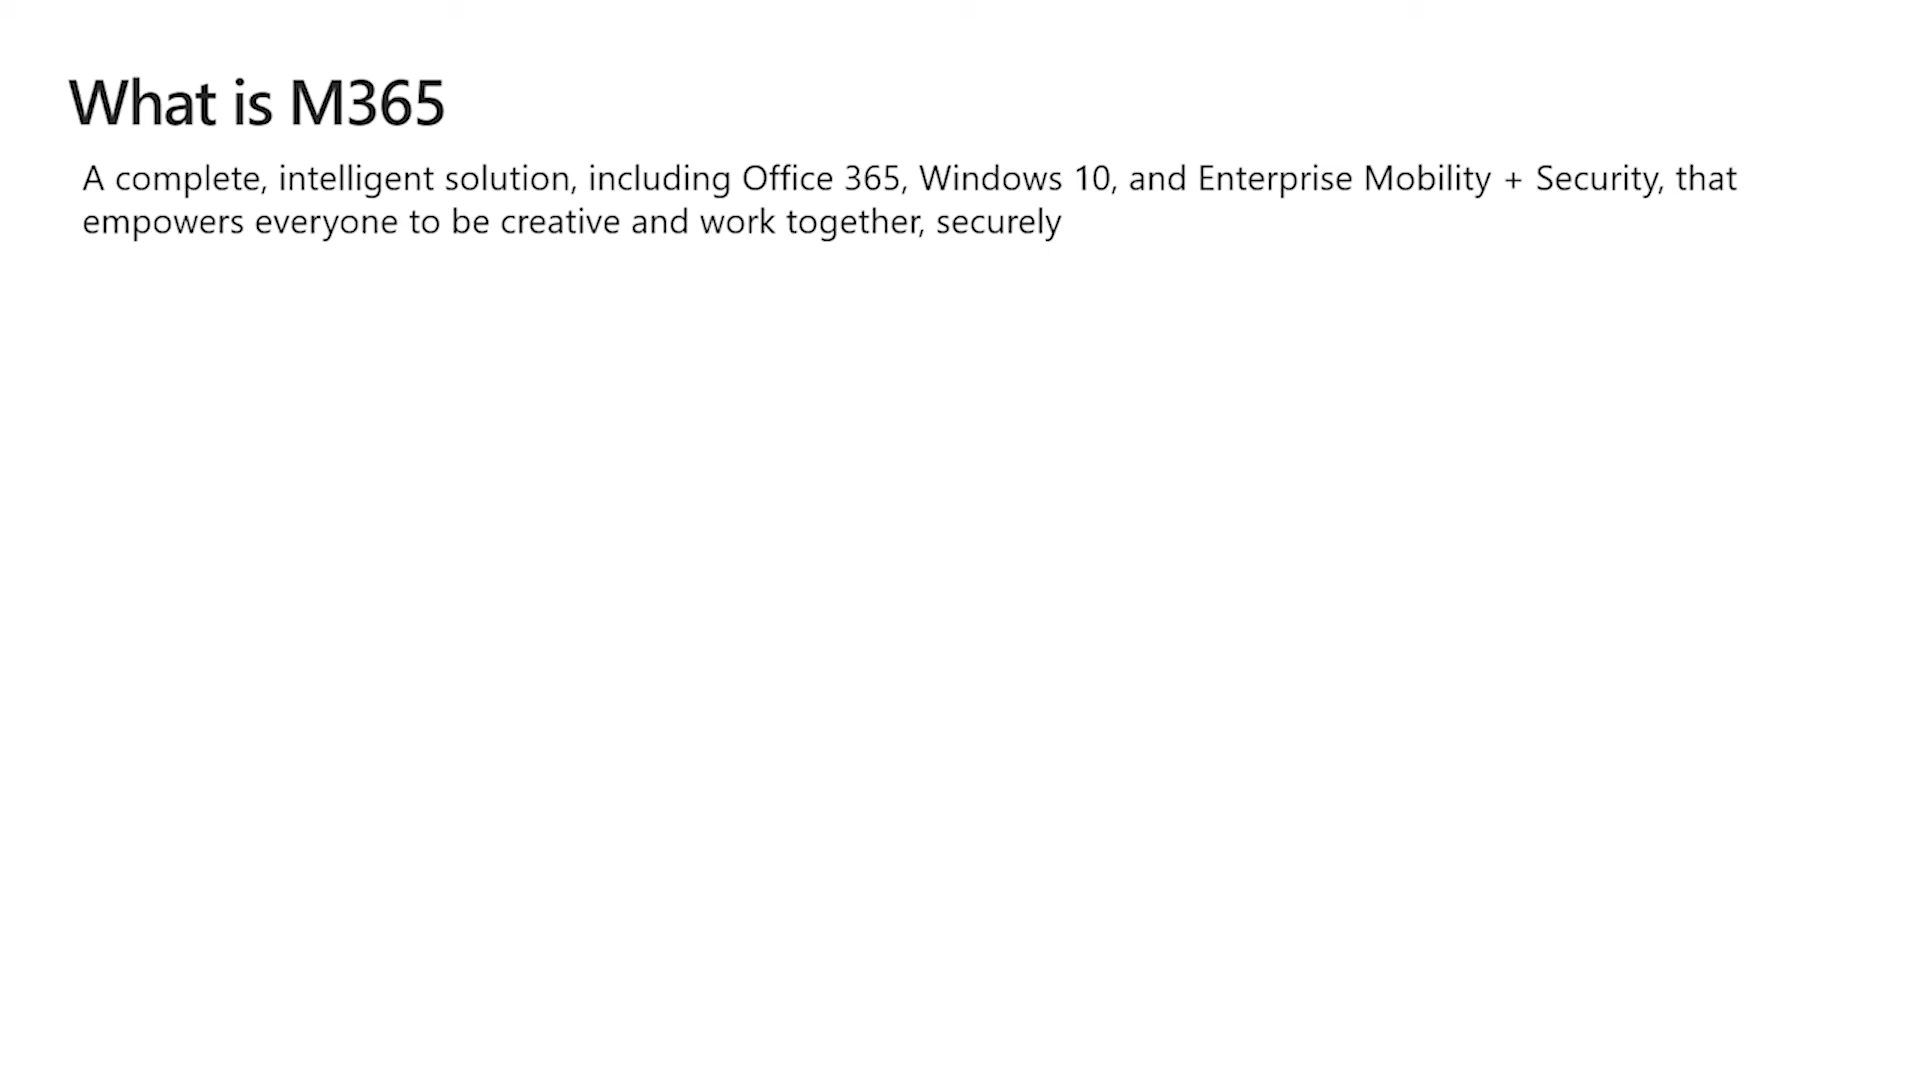 What is M365
A complete, intelligent solution, including Office 365, Windows 10, and Enterprise Mobility + Security, that
empowers everyone to be creative and work together, securely